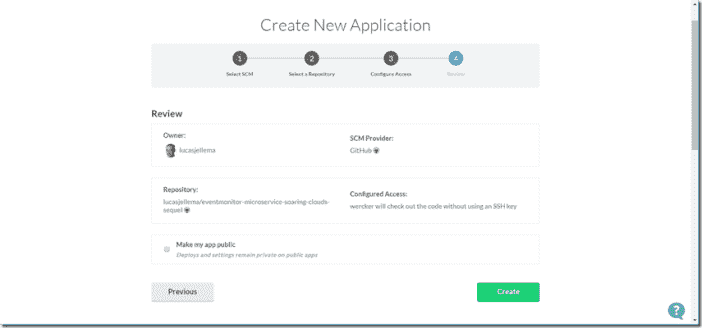 Create New Application
1 2 3 4
Select SCM Select a Repository Configure Access Review
Review
Owner:
lucasjellema
SCM Provider:
GitHub
Repository:
lucasjellema/eventmonitor-microservice-soaring-clouds-
sequel
Configured Access:
wercker will check out the code without using an SSH key
Make my app public
Deploys and settings remain private on public apps
Previous Create
?